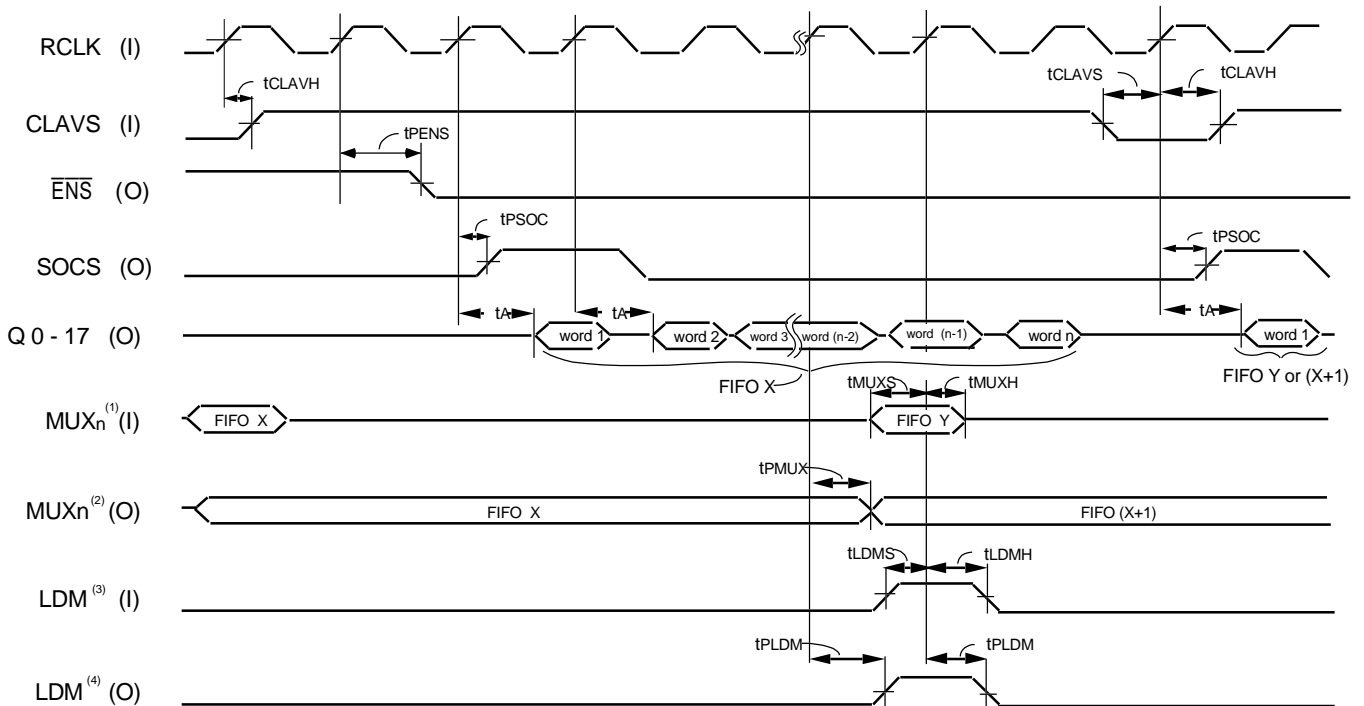 RCLK (I)
tCLAVH
tCLAVS
tCLAVH
CLAVS (I)
tPENS
ENS (O)
tPSOC
tPSOC
SOCS (O)
tA
tA
tA
Q 0 - 17 (O)
word 1
word 2
word 3
word (n-2)
word (n-1)
word n
word 1
FIFO X
FIFO Y or (X+1)
tMUXS
tMUXH
MUXn(1)(I)
FIFO X
FIFO Y
tPMUX
MUXn(2)(O)
FIFO X
FIFO (X+1)
tLDMS
tLDMH
LDM(3) (I)
tPLDM
tPLDM
LDM(4) (O)